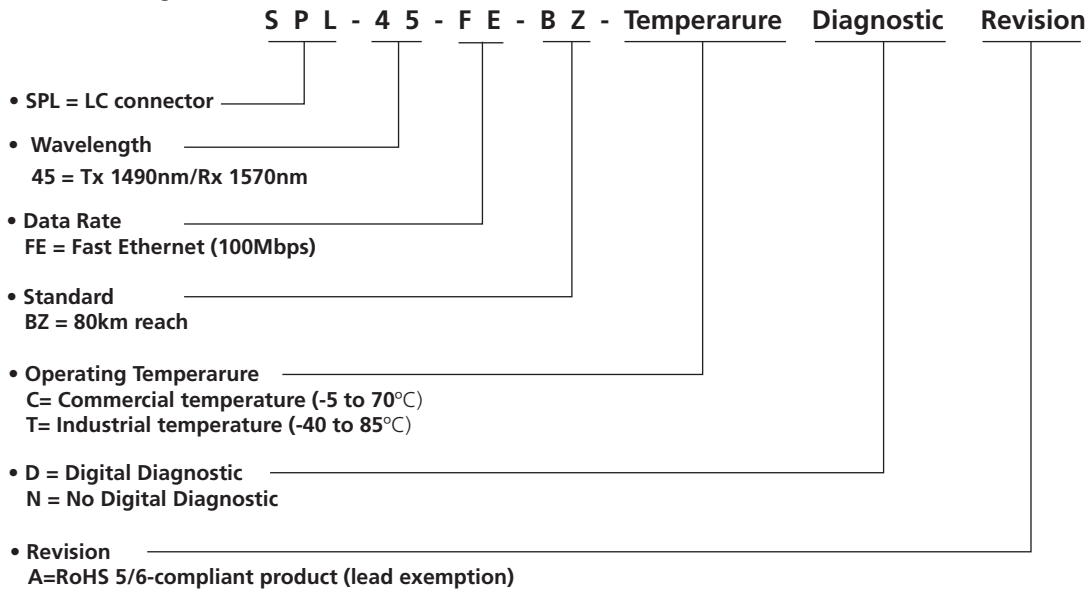 S P L - 4 5 - F E - B Z - Temperarure Diagnostic Revision
• SPL = LC connector
• Wavelength
45 = Tx 1490nm/Rx 1570nm
• Data Rate
FE = Fast Ethernet (100Mbps)
• Standard
BZ = 80km reach
• Operating Temperarure
C= Commercial temperature (-5 to 70°C)
T= Industrial temperature (-40 to 85°C)
• D = Digital Diagnostic
N = No Digital Diagnostic
• Revision
A=RoHS 5/6-compliant product (lead exemption)